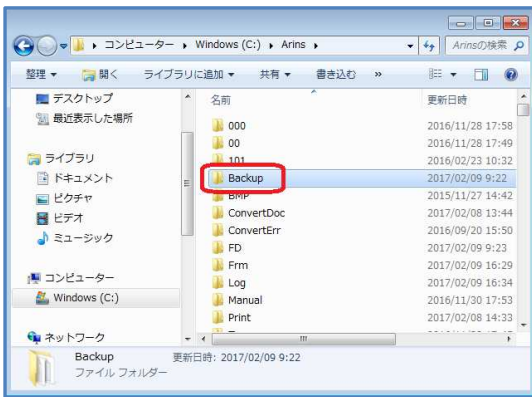 コンピューター ▸ Windows (C:) ▸ Arins ▸
Arinsの検索
整理 ▼ 開く ライブラリに追加 ▼ 共有 ▼ 書き込む »
デスクトップ
最近表示した場所
ライブラリ
ドキュメント
ピクチャ
ビデオ
ミュージック
コンピューター
Windows (C:)
ネットワーク
名前 更新日時
000 2016/11/28 17:58
00 2016/11/28 17:49
101 2016/02/23 10:32
Backup 2017/02/09 9:22
BMP 2015/11/27 14:42
ConvertDoc 2017/02/08 13:44
ConvertErr 2016/09/20 15:50
FD 2017/02/09 9:23
Frm 2017/02/09 16:29
Log 2017/02/09 16:34
Manual 2016/11/30 17:53
Print 2017/02/08 14:33
Backup 更新日時: 2017/02/09 9:22
ファイル フォルダー